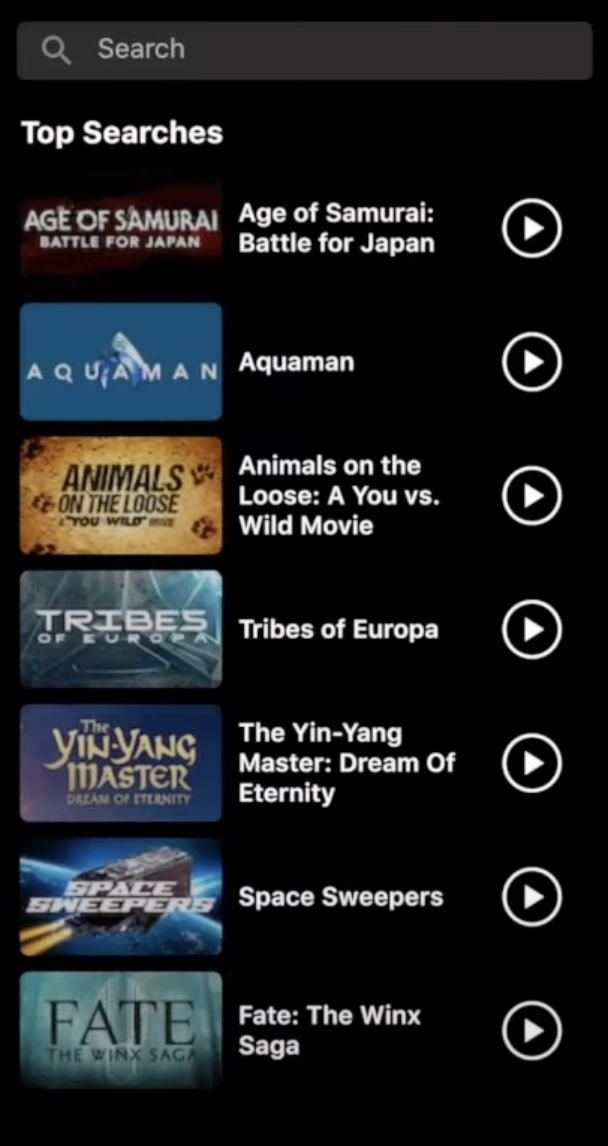 Search
Top Searches
AGE OF SAMURAI
BATTLE FOR JAPAN
Age of Samurai:
Battle for Japan
AQUAMAN
Aquaman
ANIMALS
ON THE LOOSE
A "YOU VS WILD" MOVIE
Animals on the
Loose: A You vs.
Wild Movie
TRIBES
OF EUROPA
Tribes of Europa
The
YIN-YANG
MASTER
DREAM OF ETERNITY
The Yin-Yang
Master: Dream Of
Eternity
SPACE
SWEEPERS
Space Sweepers
FATE
THE WINX SAGA
Fate: The Winx
Saga